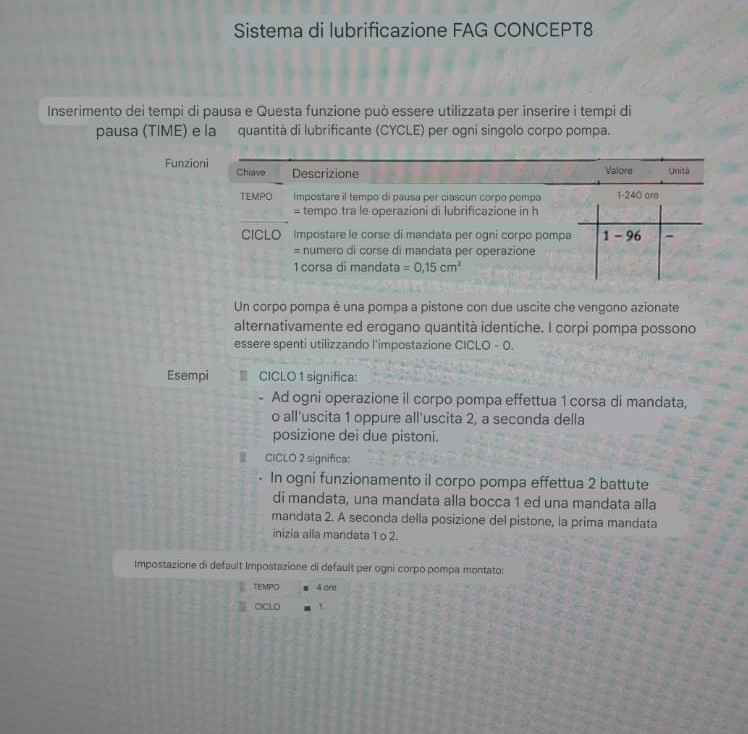 Sistema di lubrificazione FAG CONCEPT8
Inserimento dei tempi di pausa e Questa funzione può essere utilizzata per inserire i tempi di
pausa (TIME) e la quantità di lubrificante (CYCLE) per ogni singolo corpo pompa.
Funzioni
Chiave Descrizione Valore Unità
TEMPO Impostare il tempo di pausa per ciascun corpo pompa 1-240 ore
= tempo tra le operazioni di lubrificazione in h
CICLO Impostare le corse di mandata per ogni corpo pompa 1 – 96 –
= numero di corse di mandata per operazione
1 corsa di mandata = 0,15 cm³
Un corpo pompa è una pompa a pistone con due uscite che vengono azionate
alternativamente ed erogano quantità identiche. I corpi pompa possono
essere spenti utilizzando l'impostazione CICLO - 0.
Esempi CICLO 1 significa:
- Ad ogni operazione il corpo pompa effettua 1 corsa di mandata,
o all'uscita 1 oppure all'uscita 2, a seconda della
posizione dei due pistoni.
CICLO 2 significa:
· In ogni funzionamento il corpo pompa effettua 2 battute
di mandata, una mandata alla bocca 1 ed una mandata alla
mandata 2. A seconda della posizione del pistone, la prima mandata
inizia alla mandata 1 o 2.
Impostazione di default Impostazione di default per ogni corpo pompa montato:
TEMPO ■ 4 ore
CICLO ■ 1